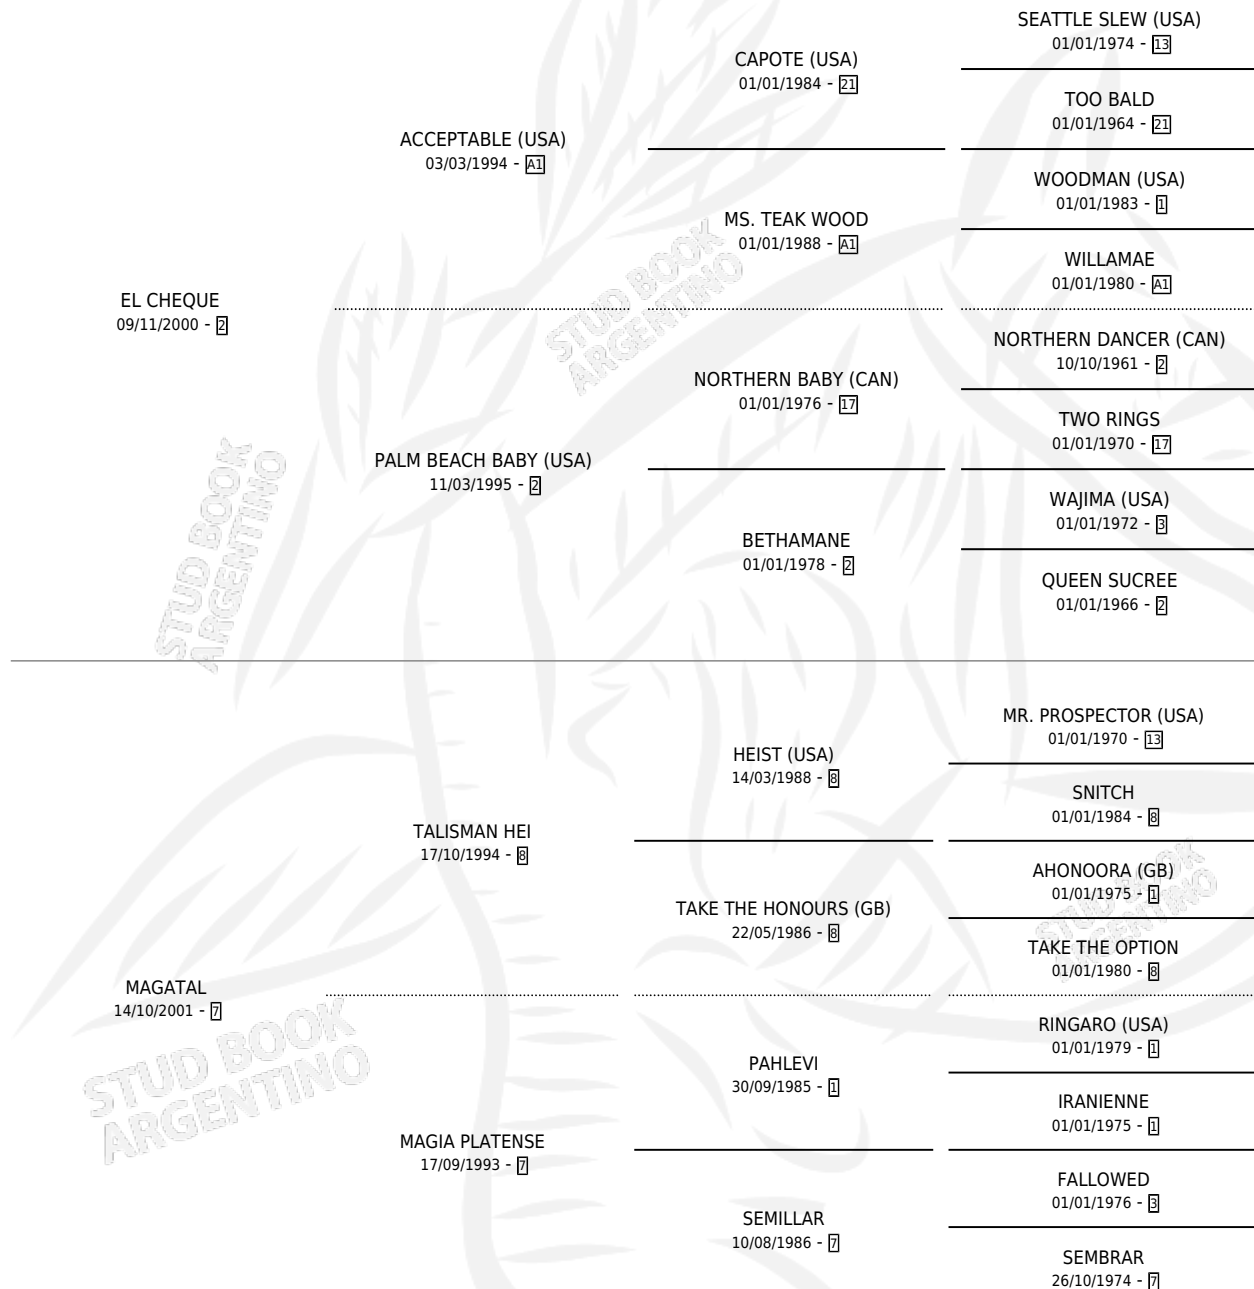 SEATTLE SLEW (USA)
01/01/1974 - 13
CAPOTE (USA)
01/01/1984 - 21
TOO BALD
01/01/1964 - 21
ACCEPTABLE (USA)
03/03/1994 - A1
WOODMAN (USA)
01/01/1983 - 1
MS. TEAK WOOD
01/01/1988 - A1
WILLAMAE
01/01/1980 - A1
EL CHEQUE
09/11/2000 - 2
NORTHERN DANCER (CAN)
10/10/1961 - 2
NORTHERN BABY (CAN)
01/01/1976 - 17
TWO RINGS
01/01/1970 - 17
PALM BEACH BABY (USA)
11/03/1995 - 2
WAJIMA (USA)
01/01/1972 - 3
BETHAMANE
01/01/1978 - 2
QUEEN SUCREE
01/01/1966 - 2
STUD BOOK
ARGENTINO
STUD BOOK
ARGENTINO
MR. PROSPECTOR (USA)
01/01/1970 - 13
HEIST (USA)
14/03/1988 - 8
SNITCH
01/01/1984 - 8
TALISMAN HEI
17/10/1994 - 8
AHONOORA (GB)
01/01/1975 - 1
TAKE THE HONOURS (GB)
22/05/1986 - 8
TAKE THE OPTION
01/01/1980 - 8
STUD BOOK
ARGENTINO
MAGATAL
14/10/2001 - 7
RINGARO (USA)
01/01/1979 - 1
PAHLEVI
30/09/1985 - 1
IRANIENNE
01/01/1975 - 1
MAGIA PLATENSE
17/09/1993 - 7
FALLOWED
01/01/1976 - 3
SEMILLAR
10/08/1986 - 7
SEMBRAR
26/10/1974 - 7
STUD BOOK
ARGENTINO